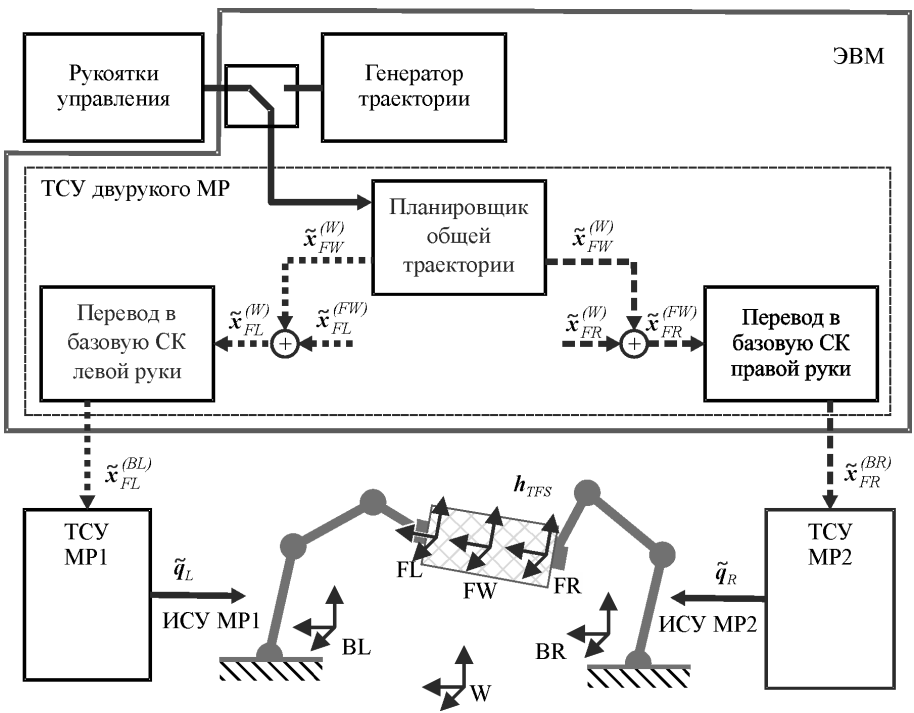 ЭВМ
Рукоятки
управления
Генератор
траектории
ТСУ двурукого МР
Планировщик
общей
траектории
x̃_FW^(W)
x̃_FW^(W)
Перевод в
базовую СК
левой руки
x̃_FL^(W)
+
x̃_FL^(FW)
x̃_FR^(W)
+
x̃_FR^(FW)
Перевод в
базовую СК
правой руки
x̃_FL^(BL)
x̃_FR^(BR)
ТСУ
МР1
q̃_L
ИСУ МР1
h_TFS
FL
FW
FR
BL
BR
W
ТСУ
МР2
q̃_R
ИСУ МР2